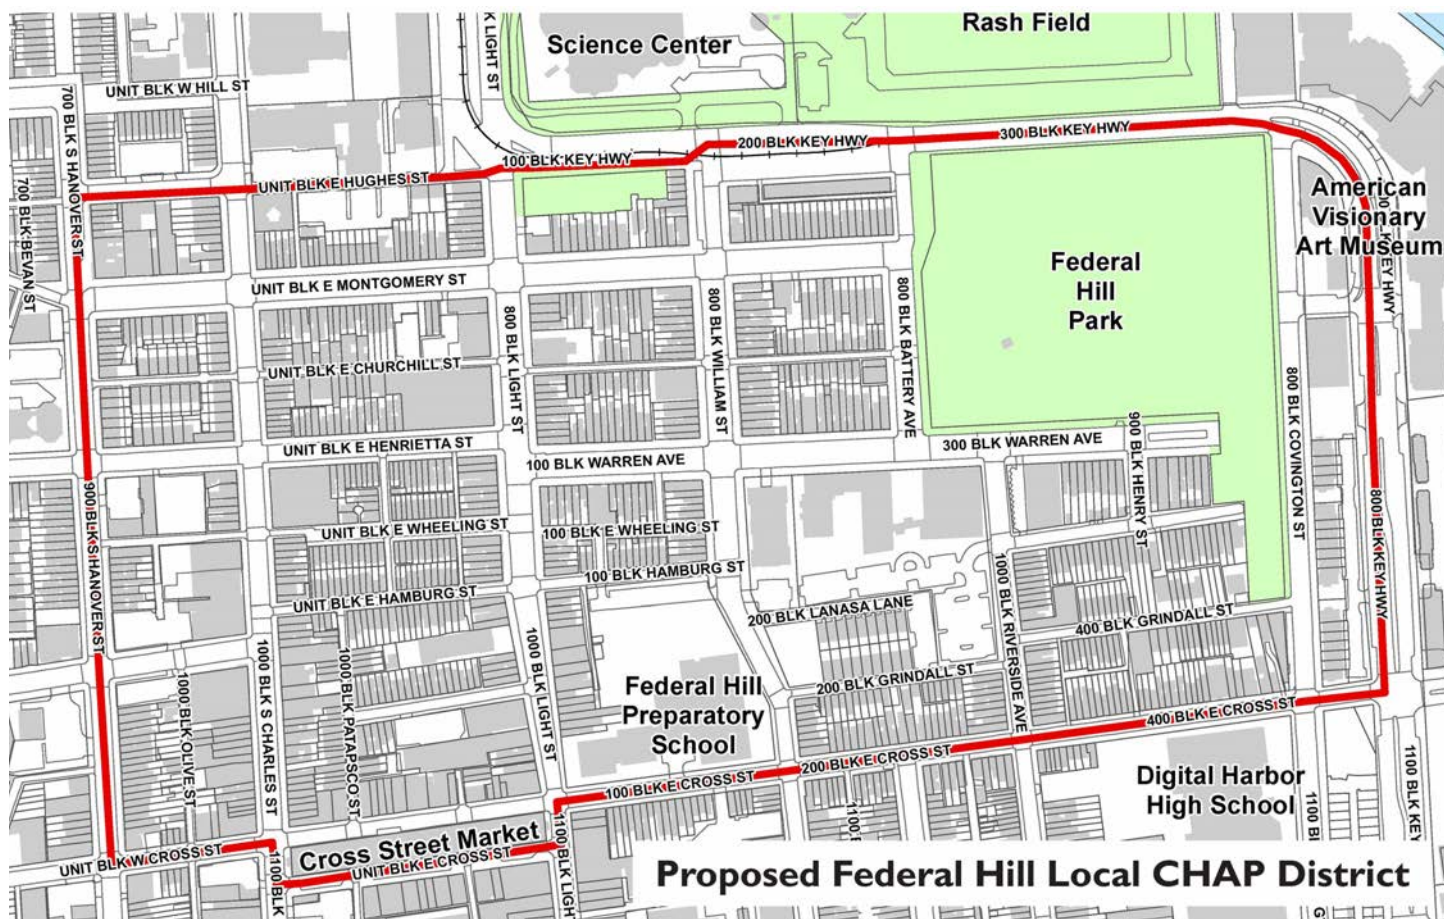 Science Center
Rash Field
K LIGHT ST
UNIT BLK W HILL ST
700 BLK S HANOVER ST
100 BLK KEY HWY
200 BLK KEY HWY
300 BLK KEY HWY
UNIT BLK E HUGHES ST
700 BLK BEVAN ST
American
Visionary
Art Museum
KEY HWY
UNIT BLK E MONTGOMERY ST
Federal
Hill
Park
800 BLK LIGHT ST
800 BLK WILLIAM ST
800 BLK BATTERY AVE
UNIT BLK E CHURCHILL ST
800 BLK COVINGTON ST
UNIT BLK E HENRIETTA ST
100 BLK WARREN AVE
300 BLK WARREN AVE
900 BLK HENRY ST
900 BLK S HANOVER ST
UNIT BLK E WHEELING ST
100 BLK E WHEELING ST
800 BLK KEY HWY
UNIT BLK E HAMBURG ST
100 BLK HAMBURG ST
200 BLK LANASA LANE
1000 BLK RIVERSIDE AVE
400 BLK GRINDALL ST
1000 BLK OLIVE ST
1000 BLK S CHARLES ST
1000 BLK PATAPSCO ST
1000 BLK LIGHT ST
Federal Hill
Preparatory
School
200 BLK GRINDALL ST
400 BLK E CROSS ST
200 BLK E CROSS ST
100 BLK E CROSS ST
Digital Harbor
High School
1100 BLK KEY
UNIT BLK W CROSS ST
Cross Street Market
UNIT BLK E CROSS ST
1100 BLK
1100 BLK LIGH
Proposed Federal Hill Local CHAP District